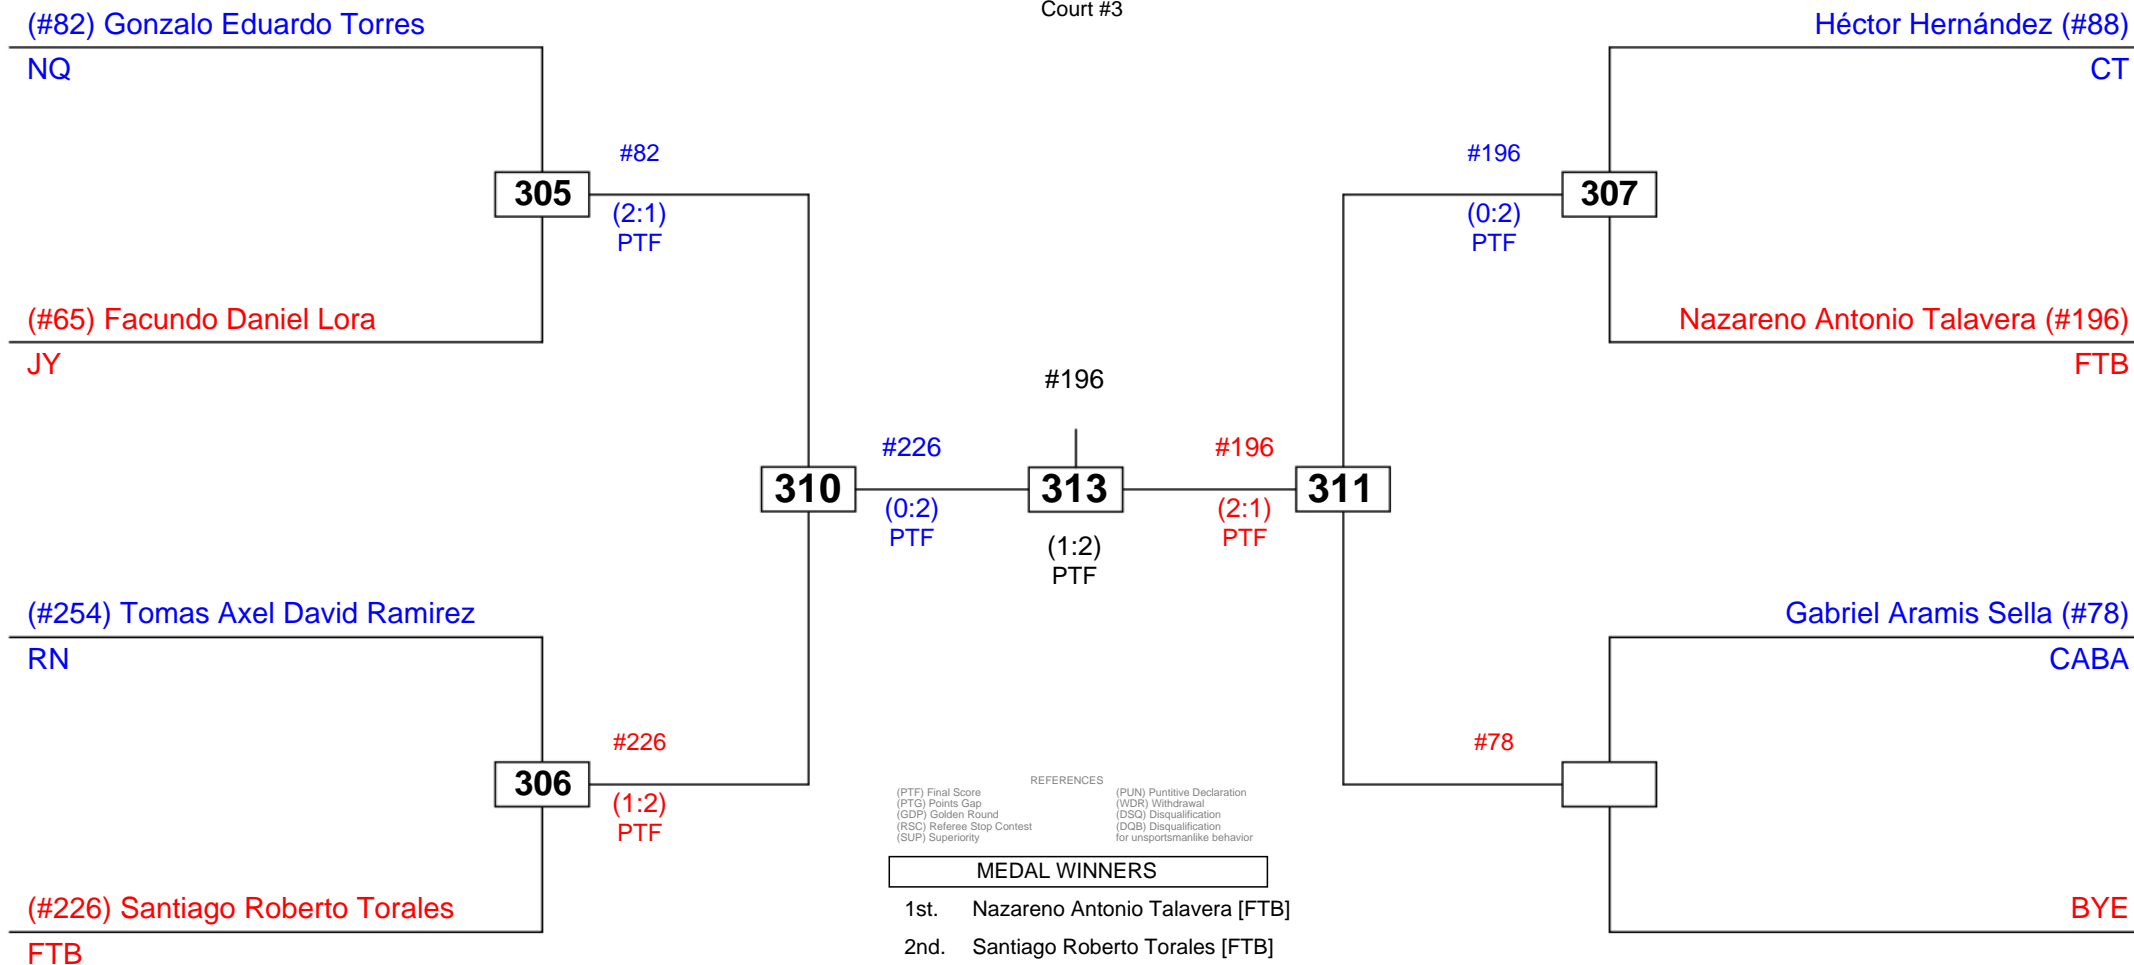 Court #3
(#82) Gonzalo Eduardo Torres
NQ
Héctor Hernández (#88)
CT
#82
305
(2:1)
PTF
#196
307
(0:2)
PTF
(#65) Facundo Daniel Lora
JY
Nazareno Antonio Talavera (#196)
FTB
#196
#226
310
(0:2)
PTF
313
(1:2)
PTF
#196
311
(2:1)
PTF
(#254) Tomas Axel David Ramirez
RN
Gabriel Aramis Sella (#78)
CABA
#226
306
(1:2)
PTF
#78
(#226) Santiago Roberto Torales
FTB
BYE
REFERENCES
(PTF) Final Score
(PTG) Points Gap
(GDP) Golden Round
(RSC) Referee Stop Contest
(SUP) Superiority
(PUN) Puntitive Declaration
(WDR) Withdrawal
(DSQ) Disqualification
(DQB) Disqualification
for unsportsmanlike behavior
MEDAL WINNERS
1st. Nazareno Antonio Talavera [FTB]
2nd. Santiago Roberto Torales [FTB]